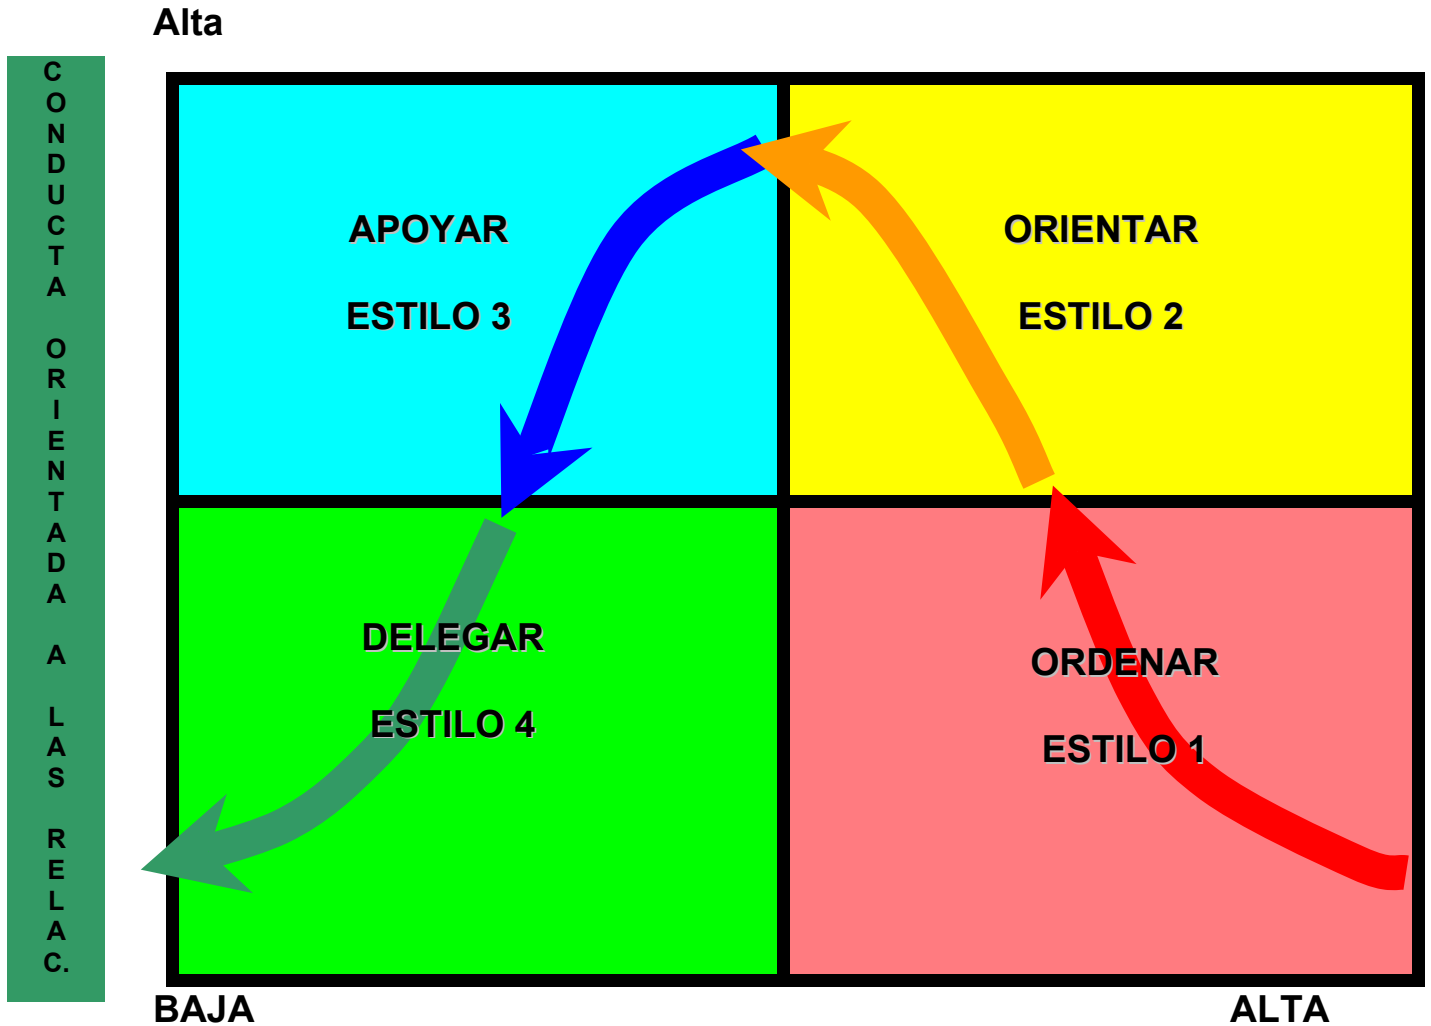 Alta
CONDUCTA ORIENTADA A LAS RELAC.
APOYAR
ESTILO 3
ORIENTAR
ESTILO 2
DELEGAR
ESTILO 4
ORDENAR
ESTILO 1
BAJA
ALTA